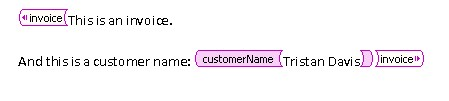 invoice This is an invoice.
And this is a customer name: customerName Tristan Davis invoice